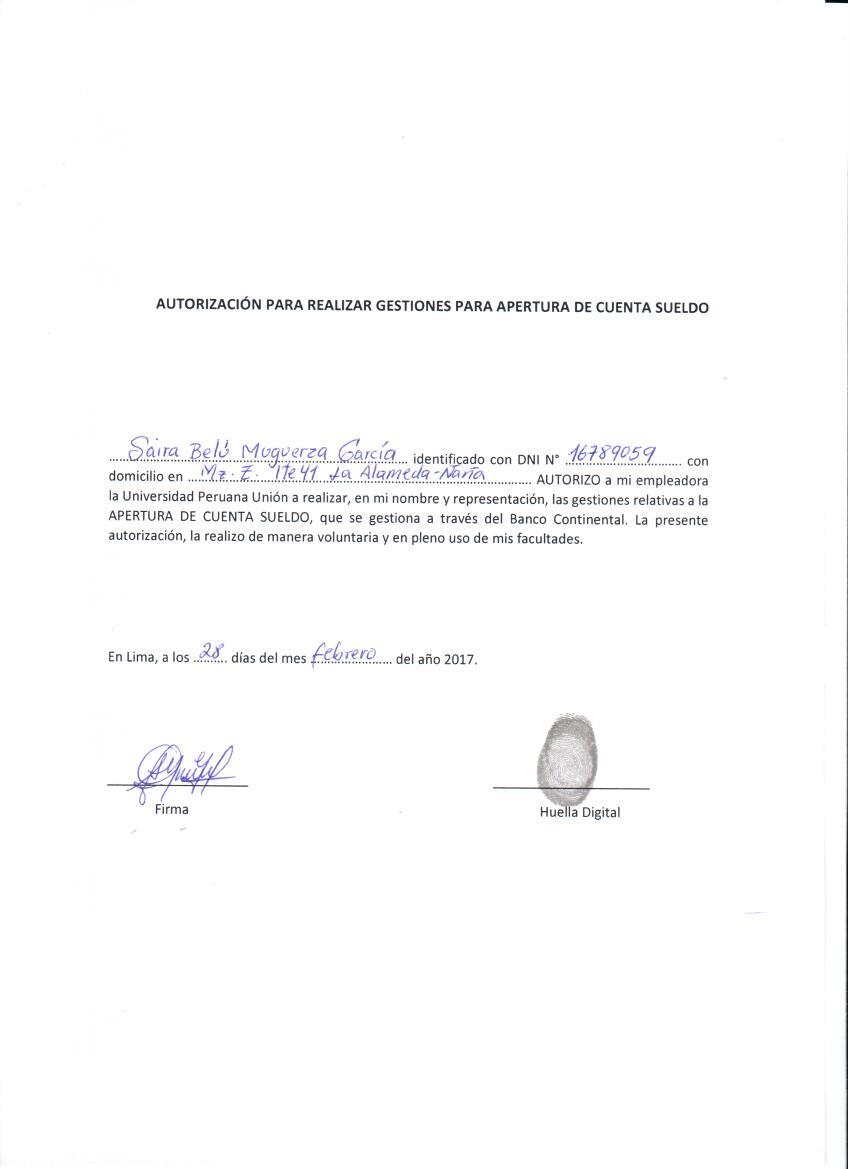 AUTORIZACIÓN PARA REALIZAR GESTIONES PARA APERTURA DE CUENTA SUELDO
Saira Belú Muguerza García identificado con DNI N° 16789059 con
domicilio en Mz. Z. lte 41 La Alameda-Ñaña AUTORIZO a mi empleadora
la Universidad Peruana Unión a realizar, en mi nombre y representación, las gestiones relativas a la
APERTURA DE CUENTA SUELDO, que se gestiona a través del Banco Continental. La presente
autorización, la realizo de manera voluntaria y en pleno uso de mis facultades.
En Lima, a los 28 días del mes febrero del año 2017.
Firma
Huella Digital